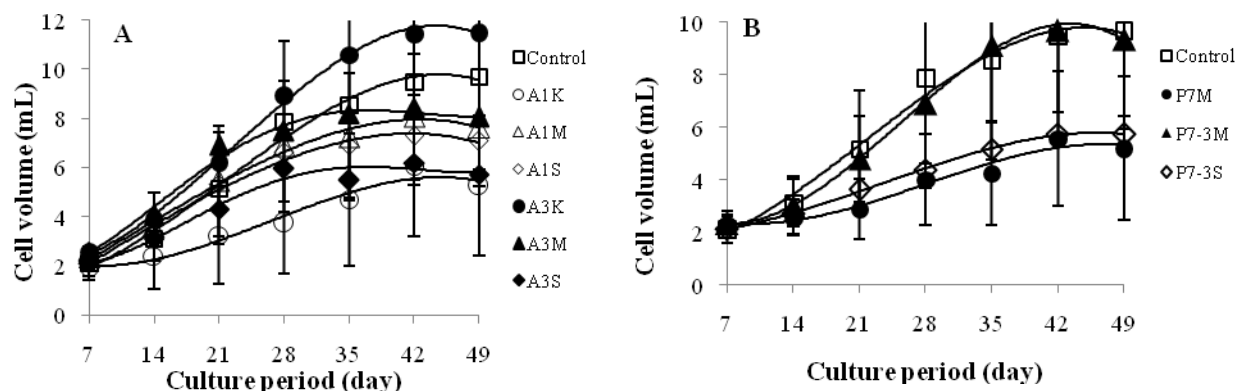 A
Cell volume (mL)
12
10
8
6
4
2
0
7 14 21 28 35 42 49
Culture period (day)
Control
A1K
A1M
A1S
A3K
A3M
A3S
B
Cell volume (mL)
10
8
6
4
2
0
7 14 21 28 35 42 49
Culture period (day)
Control
P7M
P7-3M
P7-3S